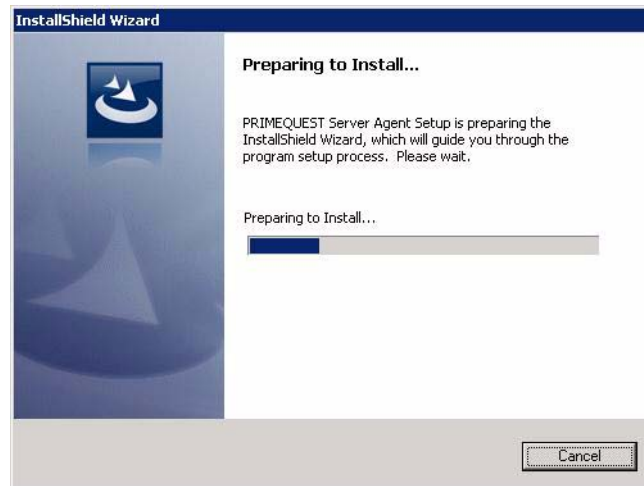 InstallShield Wizard
Preparing to Install...
PRIMEQUEST Server Agent Setup is preparing the
InstallShield Wizard, which will guide you through the
program setup process.  Please wait.
Preparing to Install...
Cancel